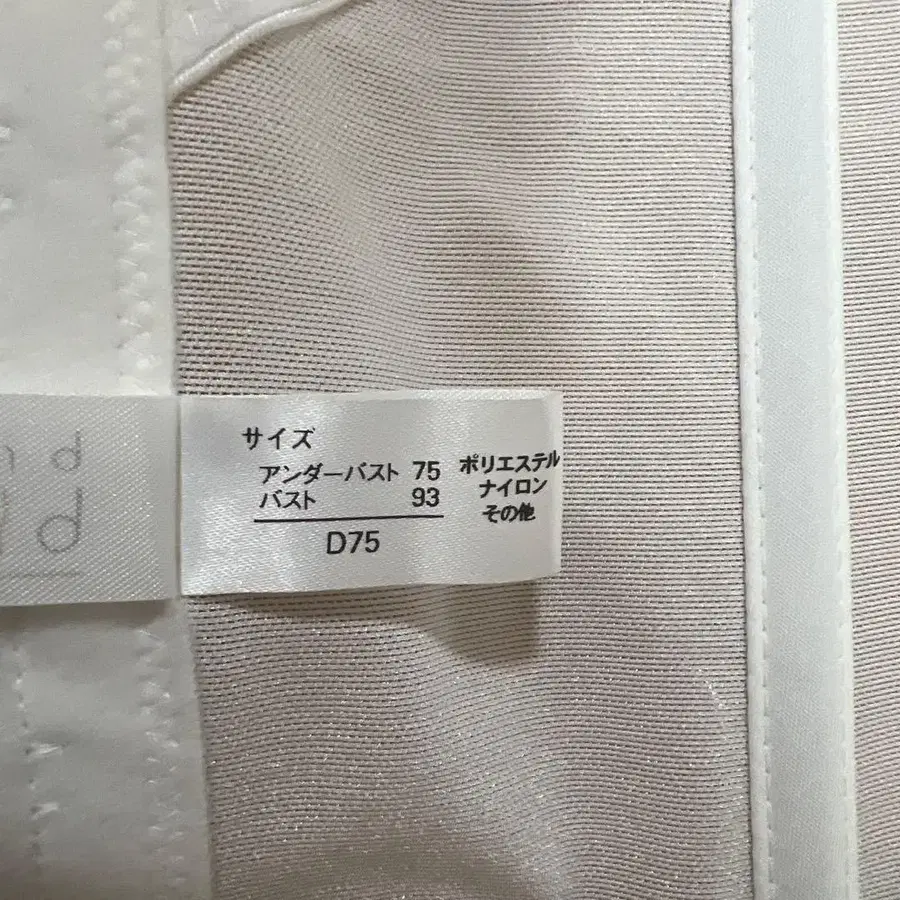 サイズ
アンダーバスト 75
バスト 93
D75
ポリエステル
ナイロン
その他